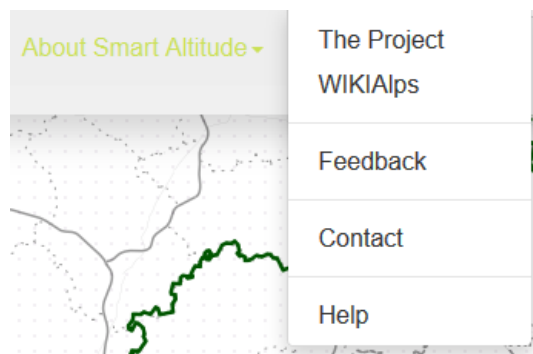 About Smart Altitude
The Project
WIKIAlps
Feedback
Contact
Help